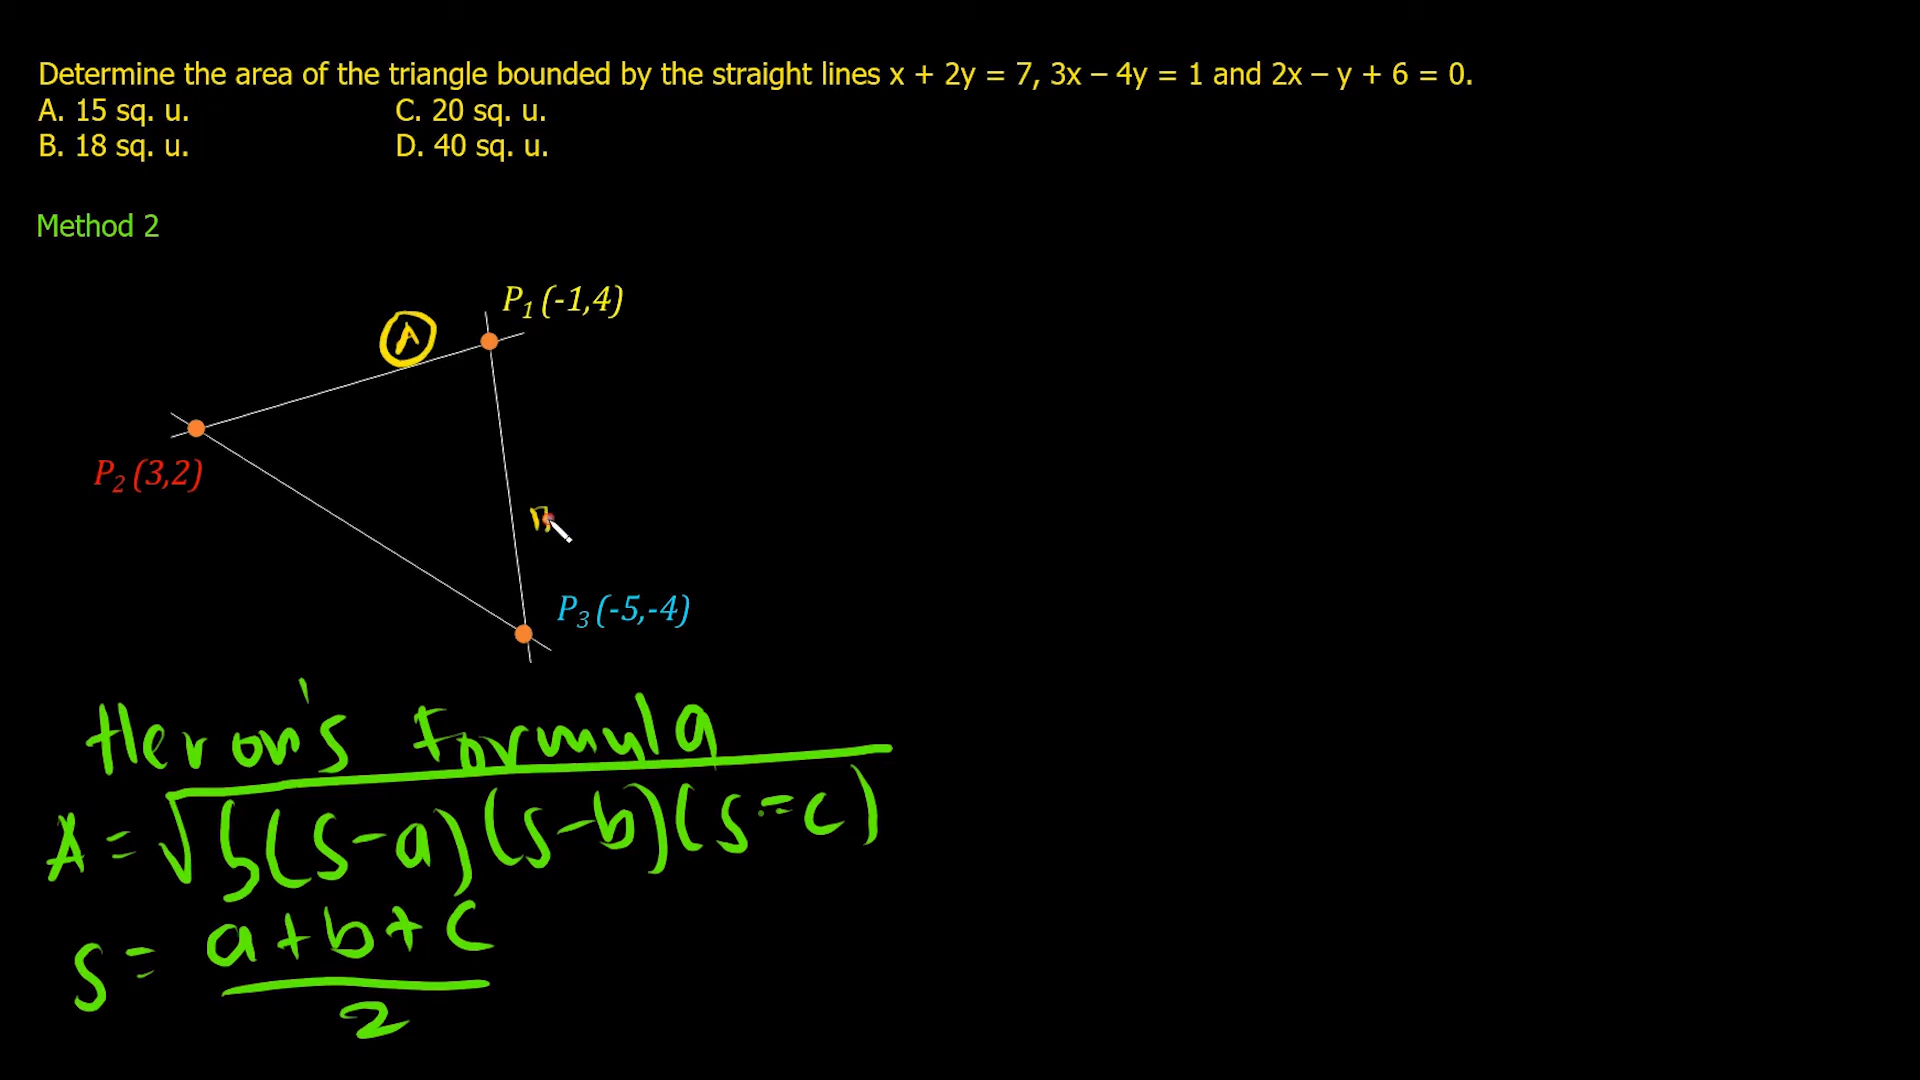 Determine the area of the triangle bounded by the straight lines x + 2y = 7, 3x – 4y = 1 and 2x – y + 6 = 0.
A. 15 sq. u. C. 20 sq. u.
B. 18 sq. u. D. 40 sq. u.
Method 2
P₁ (-1,4)
A
P₂ (3,2)
P₃ (-5,-4)
Heron's Formula
A = √s(s-a)(s-b)(s-c)
s = a+b+c
2